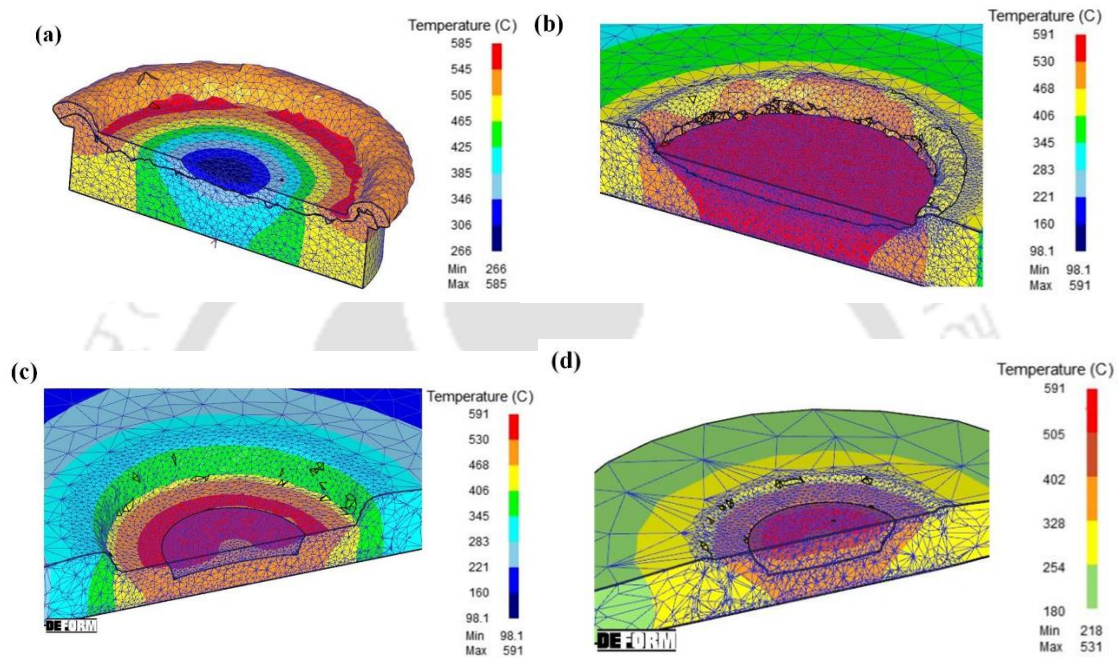 (a)
Temperature (C)
585
545
505
465
425
385
346
306
266
Min 266
Max 585
(b)
Temperature (C)
591
530
468
406
345
283
221
160
98.1
Min 98.1
Max 591
(c)
Temperature (C)
591
530
468
406
345
283
221
160
98.1
Min 98.1
Max 591
DEFORM
(d)
Temperature (C)
591
505
402
328
254
180
Min 218
Max 531
DEFORM